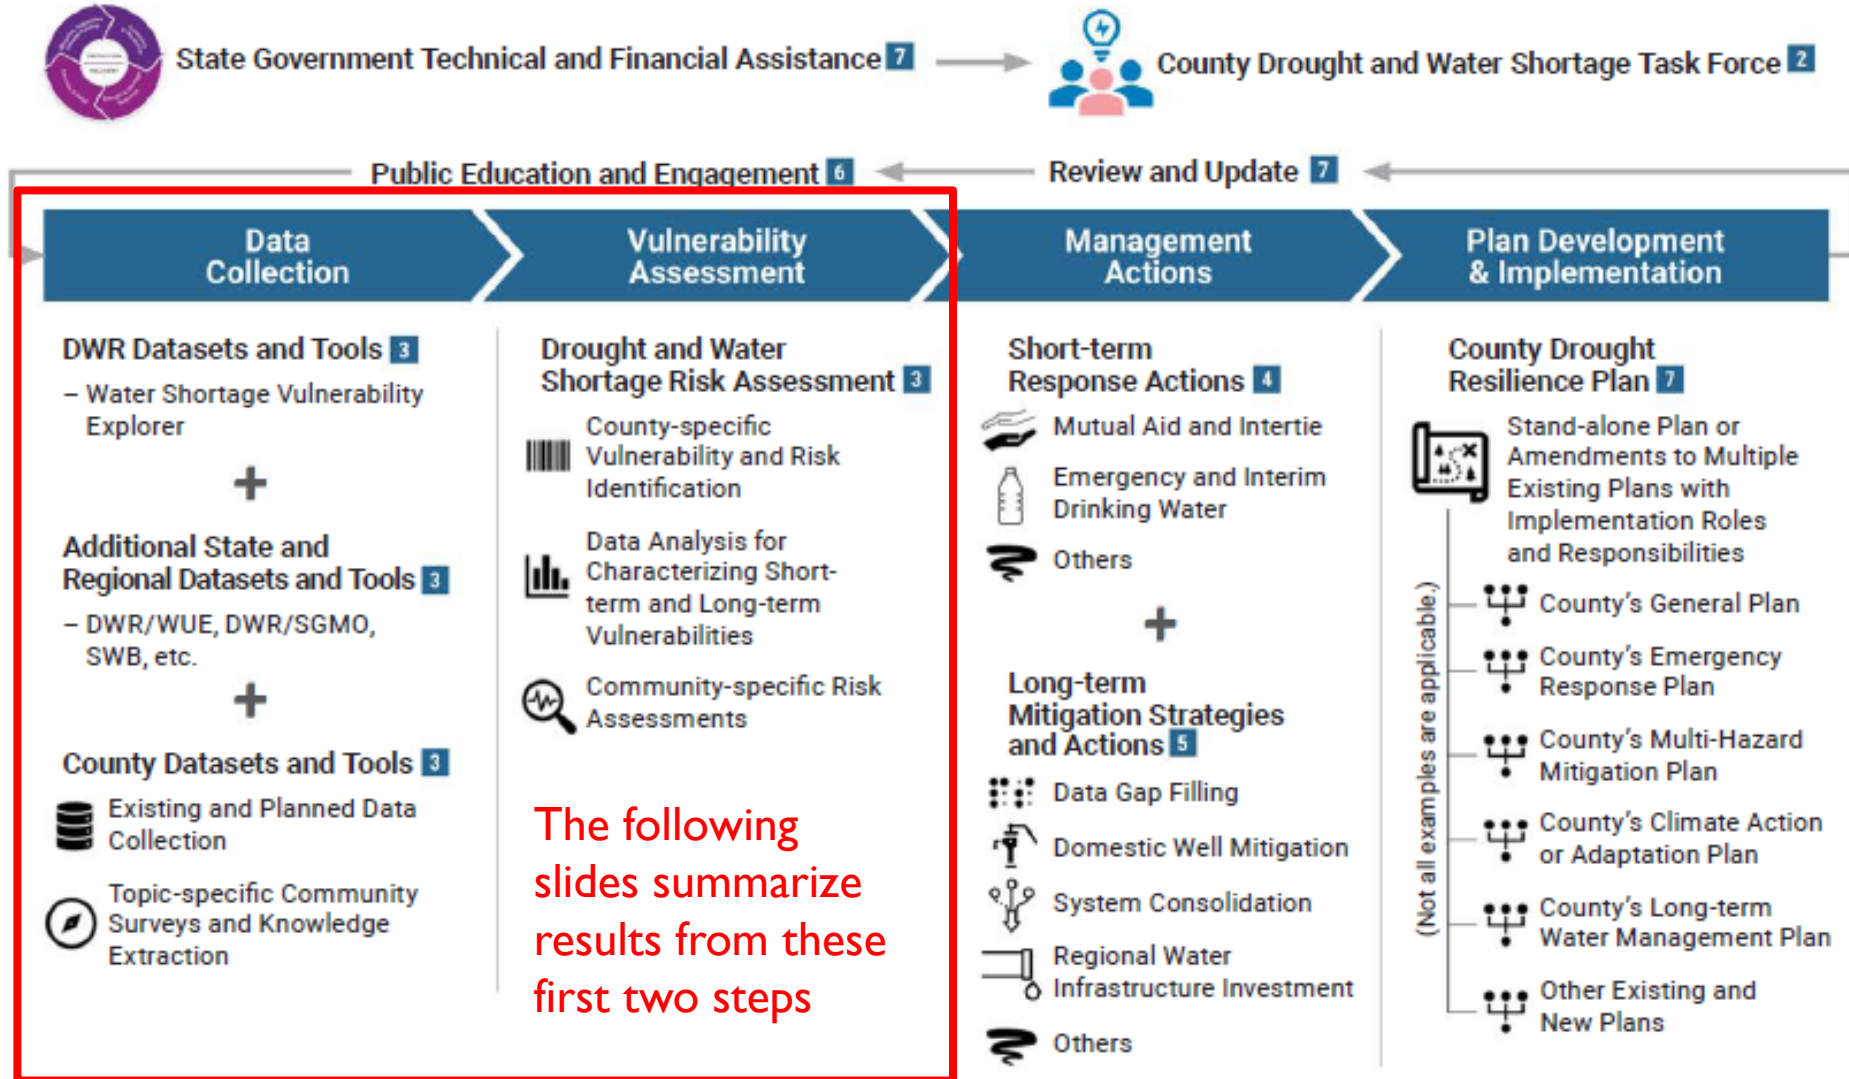 State Government Technical and Financial Assistance 7
County Drought and Water Shortage Task Force 2
Public Education and Engagement 6
Review and Update 7
Data
Collection
Vulnerability
Assessment
Management
Actions
Plan Development
& Implementation
DWR Datasets and Tools 3
– Water Shortage Vulnerability
Explorer
+
Additional State and
Regional Datasets and Tools 3
– DWR/WUE, DWR/SGMO,
SWB, etc.
+
County Datasets and Tools 3
Existing and Planned Data
Collection
Topic-specific Community
Surveys and Knowledge
Extraction
Drought and Water
Shortage Risk Assessment 3
County-specific
Vulnerability and Risk
Identification
Data Analysis for
Characterizing Short-
term and Long-term
Vulnerabilities
Community-specific Risk
Assessments
The following
slides summarize
results from these
first two steps
Short-term
Response Actions 4
Mutual Aid and Intertie
Emergency and Interim
Drinking Water
Others
+
Long-term
Mitigation Strategies
and Actions 5
Data Gap Filling
Domestic Well Mitigation
System Consolidation
Regional Water
Infrastructure Investment
Others
County Drought
Resilience Plan 7
Stand-alone Plan or
Amendments to Multiple
Existing Plans with
Implementation Roles
and Responsibilities
(Not all examples are applicable.)
County's General Plan
County's Emergency
Response Plan
County's Multi-Hazard
Mitigation Plan
County's Climate Action
or Adaptation Plan
County's Long-term
Water Management Plan
Other Existing and
New Plans